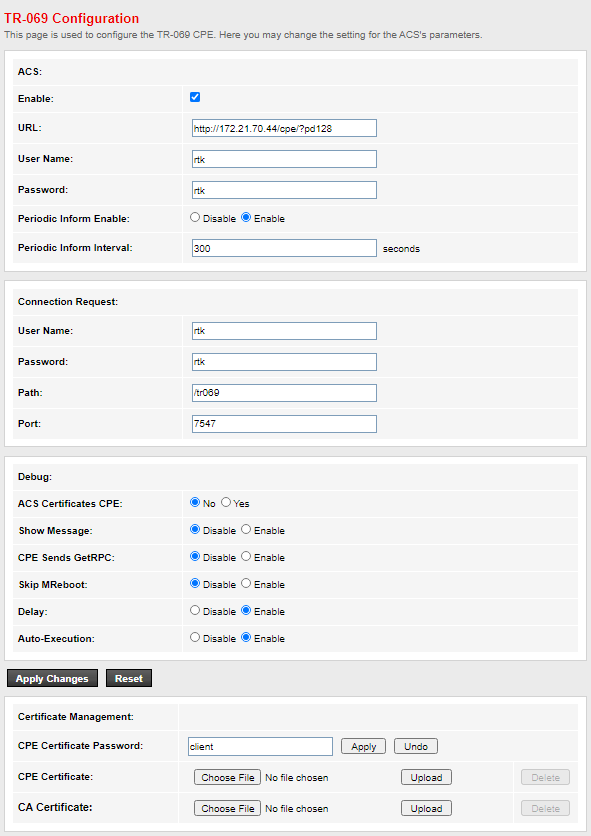 TR-069 Configuration
This page is used to configure the TR-069 CPE. Here you may change the setting for the ACS's parameters.
ACS:
Enable:
URL: http://172.21.70.44/cpe/?pd128
User Name: rtk
Password: rtk
Periodic Inform Enable: Disable Enable
Periodic Inform Interval: 300 seconds
Connection Request:
User Name: rtk
Password: rtk
Path: /tr069
Port: 7547
Debug:
ACS Certificates CPE: No Yes
Show Message: Disable Enable
CPE Sends GetRPC: Disable Enable
Skip MReboot: Disable Enable
Delay: Disable Enable
Auto-Execution: Disable Enable
Apply Changes Reset
Certificate Management:
CPE Certificate Password: client Apply Undo
CPE Certificate: Choose File No file chosen Upload Delete
CA Certificate: Choose File No file chosen Upload Delete